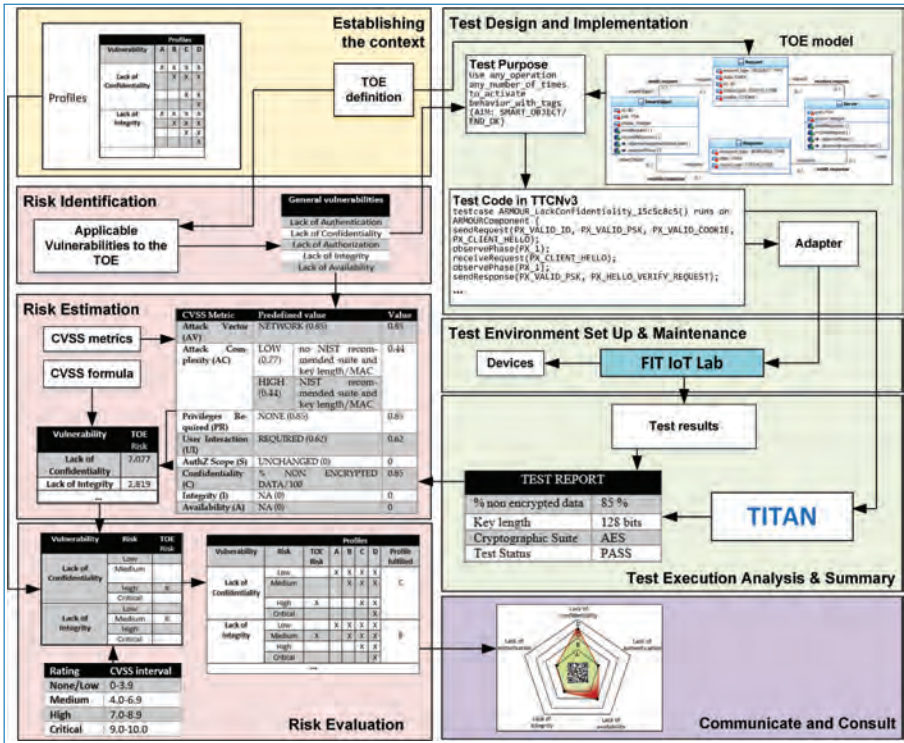 Establishing
the context
Profiles
Profiles
Vulnerability A B C D
Lack of
Confidentiality
X X X X
X X X
X X
X
Lack of
Integrity
X X X X
X X X
X X
X
TOE
definition
Risk Identification
Applicable
Vulnerabilities to the
TOE
General vulnerabilities
Lack of Authentication
Lack of Confidentiality
Lack of Authorization
Lack of Integrity
Lack of Availability
Risk Estimation
CVSS metrics
CVSS formula
CVSS Metric Predefined value Value
Attack Vector (AV) NETWORK (0.85) 0.85
Attack Com-
plexity (AC)
LOW (0.77) no NIST recom-
mended suite and
key length/MAC
0.44
HIGH (0.44) NIST recom-
mended suite and
key length/MAC
Privileges Re-
quired (PR)
NONE (0.85) 0.85
User Interaction (UI) REQUIRED (0.62) 0.62
AuthZ Scope (S) UNCHANGED (0) 0
Confidentiality (C) % NON ENCRYPTED
DATA/100
0.85
Integrity (I) NA (0) 0
Availability (A) NA (0) 0
Vulnerability TOE Risk
Lack of
Confidentiality
7,077
Lack of Integrity 2,819
...
Vulnerability Risk TOE Risk
Lack of
Confidentiality
Low
Medium
High X
Critical
Lack of
Integrity
Low
Medium X
High
Critical
Rating CVSS interval
None/Low 0-3.9
Medium 4.0-6.9
High 7.0-8.9
Critical 9.0-10.0
Profiles
Vulnerability Risk TOE Risk A B C D Profile fulfilled
Lack of
Confidentiality
Low X X X X
Medium X X X
High X X X
Critical X
C
Lack of
Integrity
Low X X X X
Medium X X X X
High X X
Critical X
B
...
Risk Evaluation
Test Design and Implementation
Test Purpose
Use any_operation
any_number_of_times
to_activate
behavior_with_tags
{AIM: SMART_OBJECT/
END_OK}
TOE model
Test Code in TTCNv3
testcase ARMOUR_LackConfidentiality_15c5c8c5() runs on
ARMOURComponent {
sendRequest(PX_VALID_ID, PX_VALID_PSK, PX_VALID_COOKIE,
PX_CLIENT_HELLO);
observePhase[PX_1];
receiveRequest(PX_CLIENT_HELLO);
observePhase[PX_1];
sendResponse(PX_VALID_PSK, PX_HELLO_VERIFY_REQUEST);
...
Adapter
Test Environment Set Up & Maintenance
Devices
FIT IoT Lab
Test results
TEST REPORT
% non encrypted data 85 %
Key length 128 bits
Cryptographic Suite AES
Test Status PASS
TITAN
Test Execution Analysis & Summary
Lack of
Confidentiality
Lack of
Authentication
Lack of
Availability
Lack of
Integrity
Lack of
Communicate and Consult